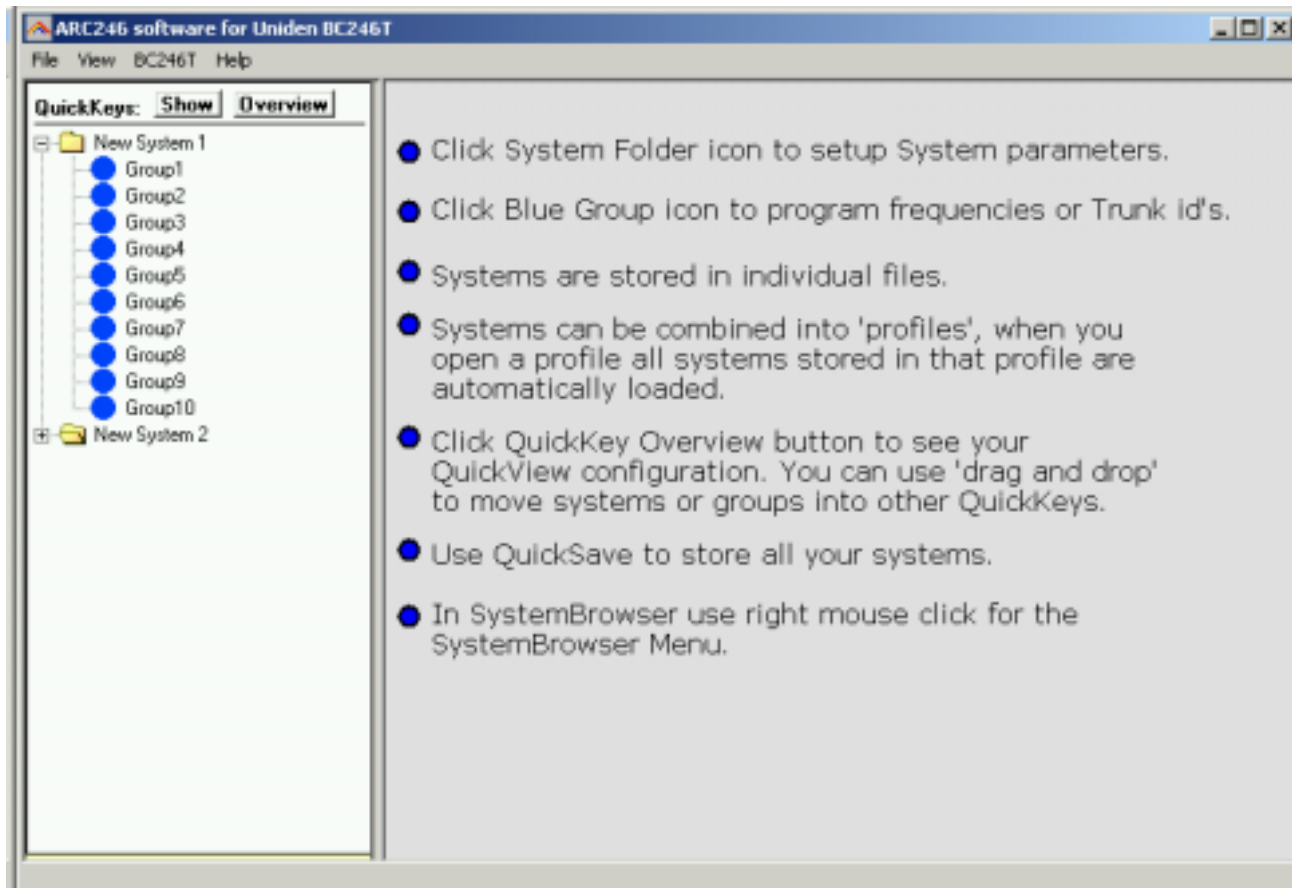 ARC246 software for Uniden BC246T
File View BC246T Help
QuickKeys: Show Overview
New System 1
Group1
Group2
Group3
Group4
Group5
Group6
Group7
Group8
Group9
Group10
New System 2
Click System Folder icon to setup System parameters.
Click Blue Group icon to program frequencies or Trunk id's.
Systems are stored in individual files.
Systems can be combined into 'profiles', when you
open a profile all systems stored in that profile are
automatically loaded.
Click QuickKey Overview button to see your
QuickView configuration. You can use 'drag and drop'
to move systems or groups into other QuickKeys.
Use QuickSave to store all your systems.
In SystemBrowser use right mouse click for the
SystemBrowser Menu.